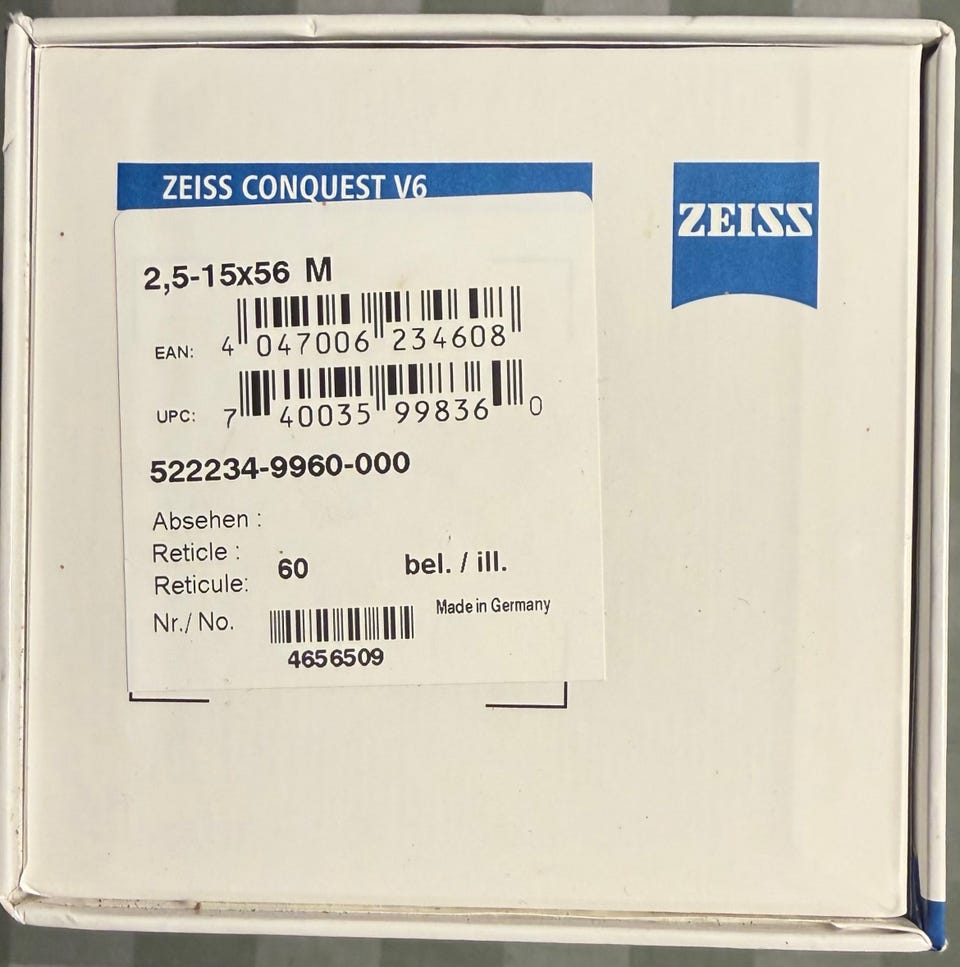 ZEISS CONQUEST V6
ZEISS
2,5-15x56 M
EAN: 4 047006 234608
UPC: 7 40035 99836 0
522234-9960-000
Absehen :
Reticle :
Reticule: 60 bel. / ill.
Nr./ No. Made in Germany
4656509